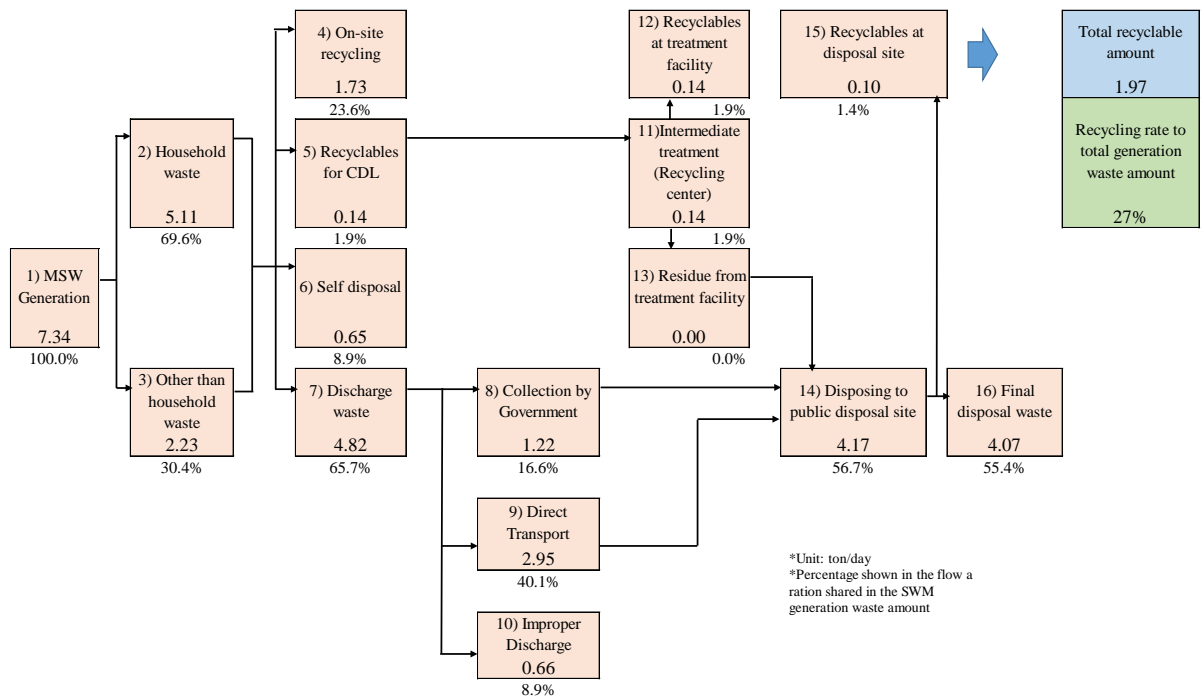 1) MSW
Generation
7.34
100.0%
2) Household
waste
5.11
69.6%
3) Other than
household
waste
2.23
30.4%
4) On-site
recycling
1.73
23.6%
5) Recyclables
for CDL
0.14
1.9%
6) Self disposal
0.65
8.9%
7) Discharge
waste
4.82
65.7%
8) Collection by
Government
1.22
16.6%
9) Direct
Transport
2.95
40.1%
10) Improper
Discharge
0.66
8.9%
12) Recyclables
at treatment
facility
0.14
1.9%
11)Intermediate
treatment
(Recycling
center)
0.14
1.9%
13) Residue from
treatment facility
0.00
0.0%
15) Recyclables at
disposal site
0.10
1.4%
14) Disposing to
public disposal site
4.17
56.7%
16) Final
disposal waste
4.07
55.4%
Total recyclable
amount
1.97
Recycling rate to
total generation
waste amount
27%
*Unit: ton/day
*Percentage shown in the flow a
ration shared in the SWM
generation waste amount